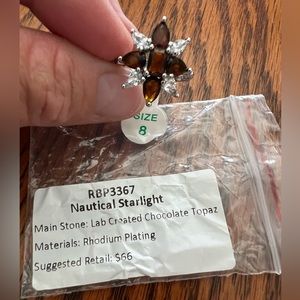 SIZE
8
RBP3367
Nautical Starlight
Main Stone: Lab Created Chocolate Topaz
Materials: Rhodium Plating
Suggested Retail: $66